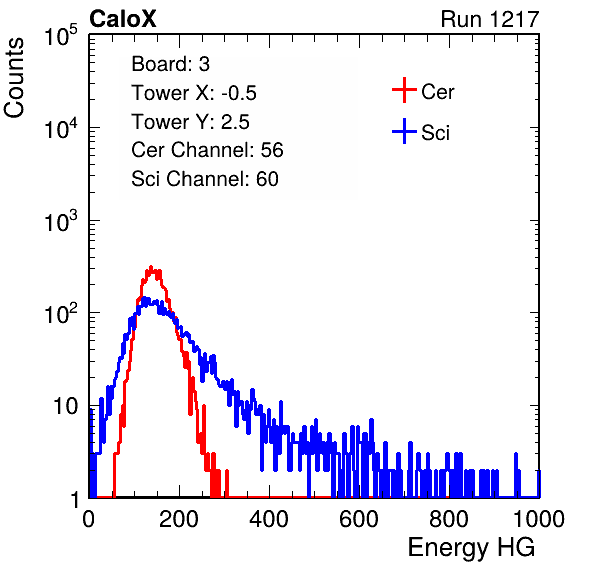 CaloX Run 1217
Counts
10^5
10^4
10^3
10^2
10
1
Board: 3
Tower X: -0.5
Tower Y: 2.5
Cer Channel: 56
Sci Channel: 60
Cer
Sci
0 200 400 600 800 1000
Energy HG